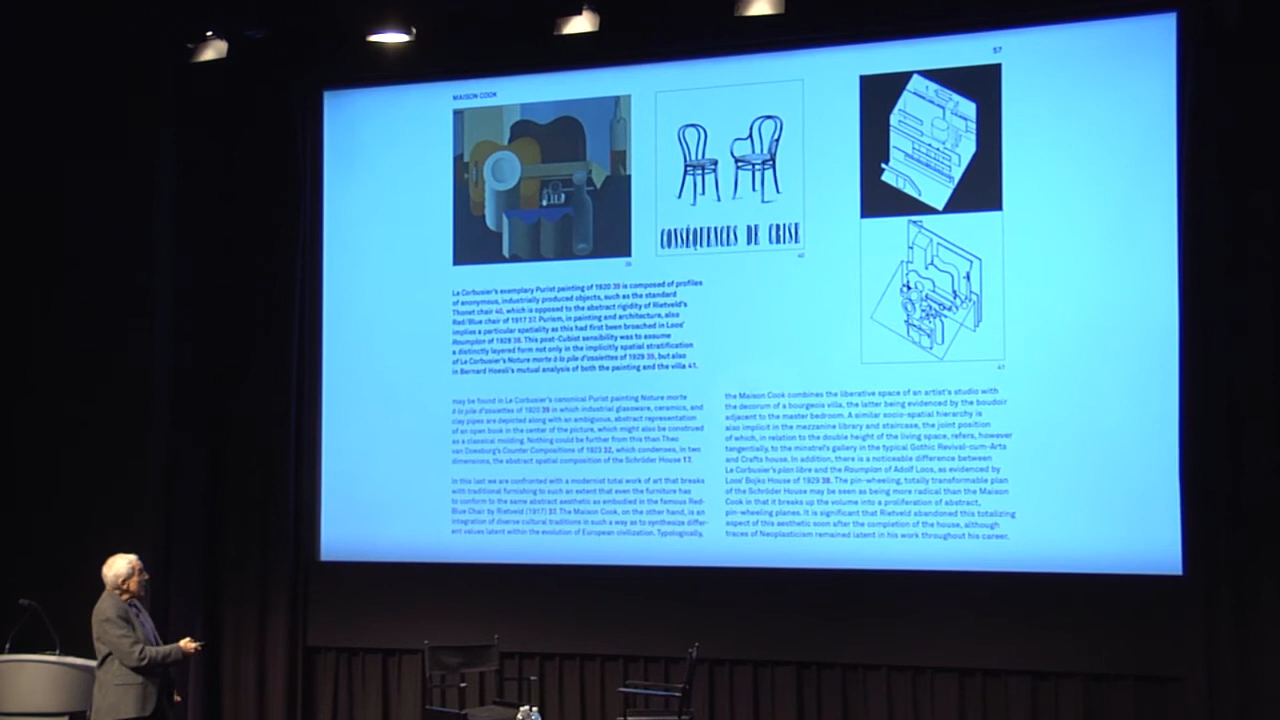 57
MAISON COOK
CONSÉQUENCES DE CRISE
39
40
Le Corbusier's exemplary Purist painting of 1920 39 is composed of profiles
of anonymous, industrially produced objects, such as the standard
Thonet chair 40, which is opposed to the abstract rigidity of Rietveld's
Red/Blue chair of 1917 37. Purism, in painting and architecture, also
implies a particular spatiality as this had first been broached in Loos'
Raumplan of 1928 38. This post-Cubist sensibility was to assume
a distinctly layered form not only in the implicitly spatial stratification
of Le Corbusier's Nature morte à la pile d'assiettes of 1920 39, but also
in Bernard Hoesli's mutual analysis of both the painting and the villa 41.
41
may be found in Le Corbusier's canonical Purist painting Nature morte
à la pile d'assiettes of 1920 39 in which industrial glassware, ceramics, and
clay pipes are depicted along with an ambiguous, abstract representation
of an open book in the center of the picture, which might also be construed
as a classical molding. Nothing could be further from this than Theo
van Doesburg's Counter Compositions of 1923 32, which condenses, in two
dimensions, the abstract spatial composition of the Schröder House 17.
In this last we are confronted with a modernist total work of art that breaks
with traditional furnishing to such an extent that even the furniture has
to conform to the same abstract aesthetic as embodied in the famous Red-
Blue Chair by Rietveld (1917) 37. The Maison Cook, on the other hand, is an
integration of diverse cultural traditions in such a way as to synthesize differ-
ent values latent within the evolution of European civilization. Typologically,
the Maison Cook combines the liberative space of an artist's studio with
the decorum of a bourgeois villa, the latter being evidenced by the boudoir
adjacent to the master bedroom. A similar socio-spatial hierarchy is
also implicit in the mezzanine library and staircase, the joint position
of which, in relation to the double height of the living space, refers, however
tangentially, to the minstrel's gallery in the typical Gothic Revival-cum-Arts
and Crafts house. In addition, there is a noticeable difference between
Le Corbusier's plan libre and the Raumplan of Adolf Loos, as evidenced by
Loos' Bojko House of 1929 38. The pin-wheeling, totally transformable plan
of the Schröder House may be seen as being more radical than the Maison
Cook in that it breaks up the volume into a proliferation of abstract,
pin-wheeling planes. It is significant that Rietveld abandoned this totalizing
aspect of this aesthetic soon after the completion of the house, although
traces of Neoplasticism remained latent in his work throughout his career.